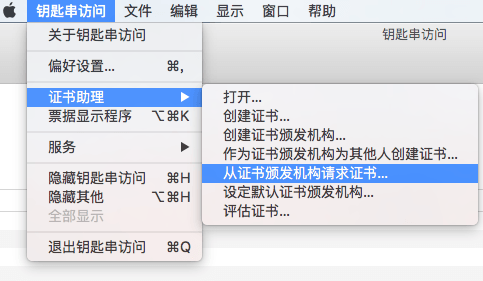 钥匙串访问 文件 编辑 显示 窗口 帮助
钥匙串访问
关于钥匙串访问
偏好设置... ⌘,
证书助理 ▶
票据显示程序 ⌥⌘K
服务 ▶
隐藏钥匙串访问 ⌘H
隐藏其他 ⌥⌘H
全部显示
退出钥匙串访问 ⌘Q
打开...
创建证书...
创建证书颁发机构...
作为证书颁发机构为其他人创建证书...
从证书颁发机构请求证书...
设定默认证书颁发机构...
评估证书...